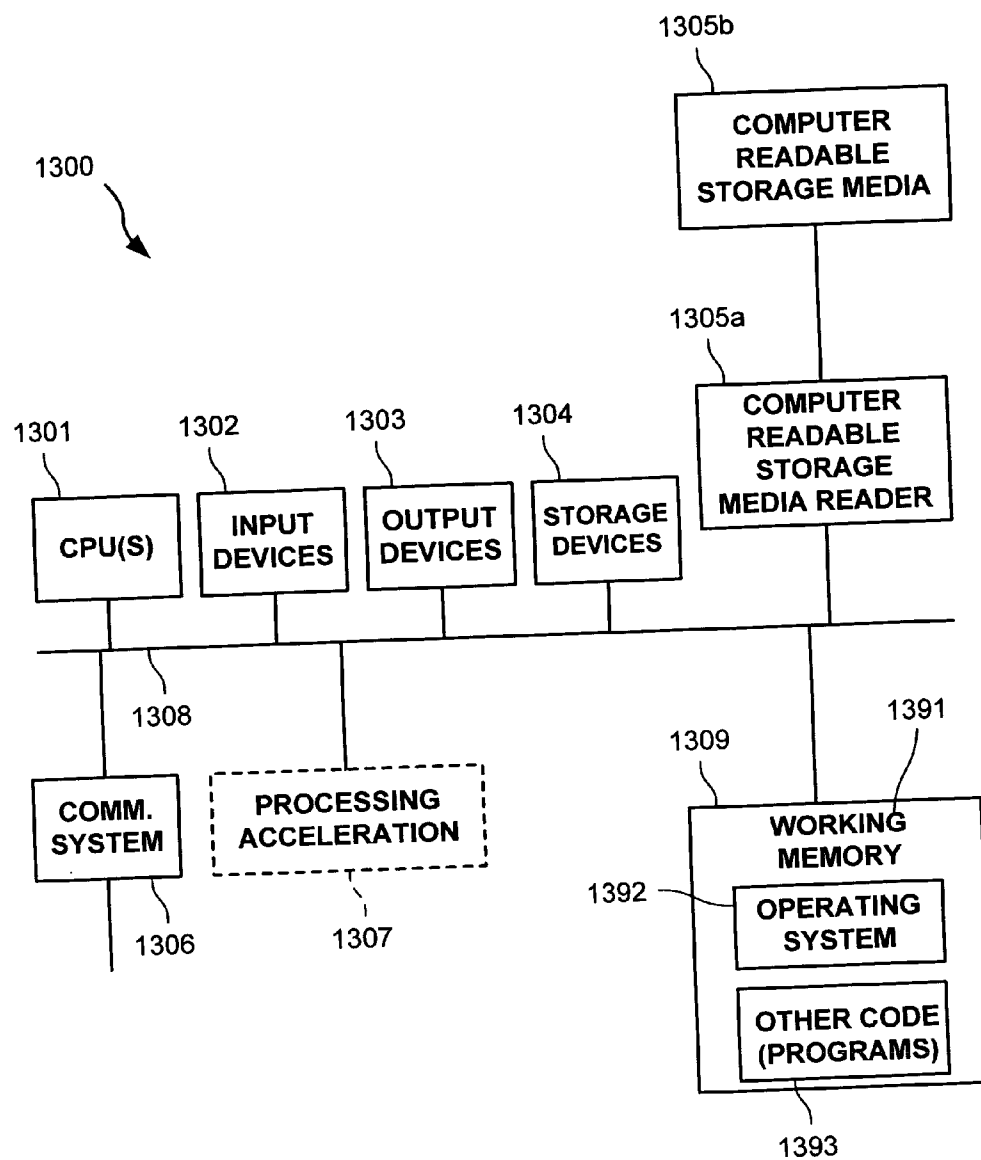 1305b
COMPUTER
READABLE
STORAGE MEDIA
1300
1305a
COMPUTER
READABLE
STORAGE
MEDIA READER
1301
1302
1303
1304
CPU(S)
INPUT
DEVICES
OUTPUT
DEVICES
STORAGE
DEVICES
1308
1309
1391
COMM.
SYSTEM
PROCESSING
ACCELERATION
WORKING
MEMORY
1306
1307
1392
OPERATING
SYSTEM
OTHER CODE
(PROGRAMS)
1393